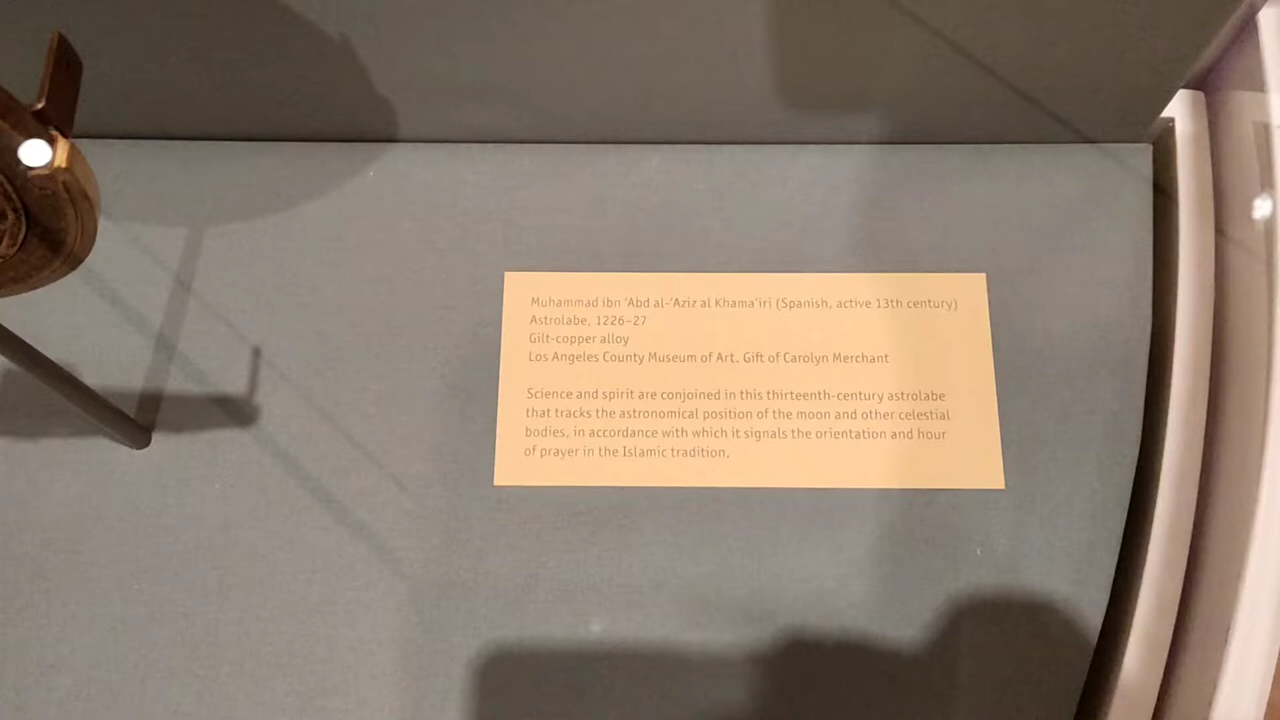 Muhammad ibn 'Abd al-'Aziz al Khama'iri (Spanish, active 13th century)
Astrolabe, 1226–27
Gilt-copper alloy
Los Angeles County Museum of Art. Gift of Carolyn Merchant
Science and spirit are conjoined in this thirteenth-century astrolabe
that tracks the astronomical position of the moon and other celestial
bodies, in accordance with which it signals the orientation and hour
of prayer in the Islamic tradition.